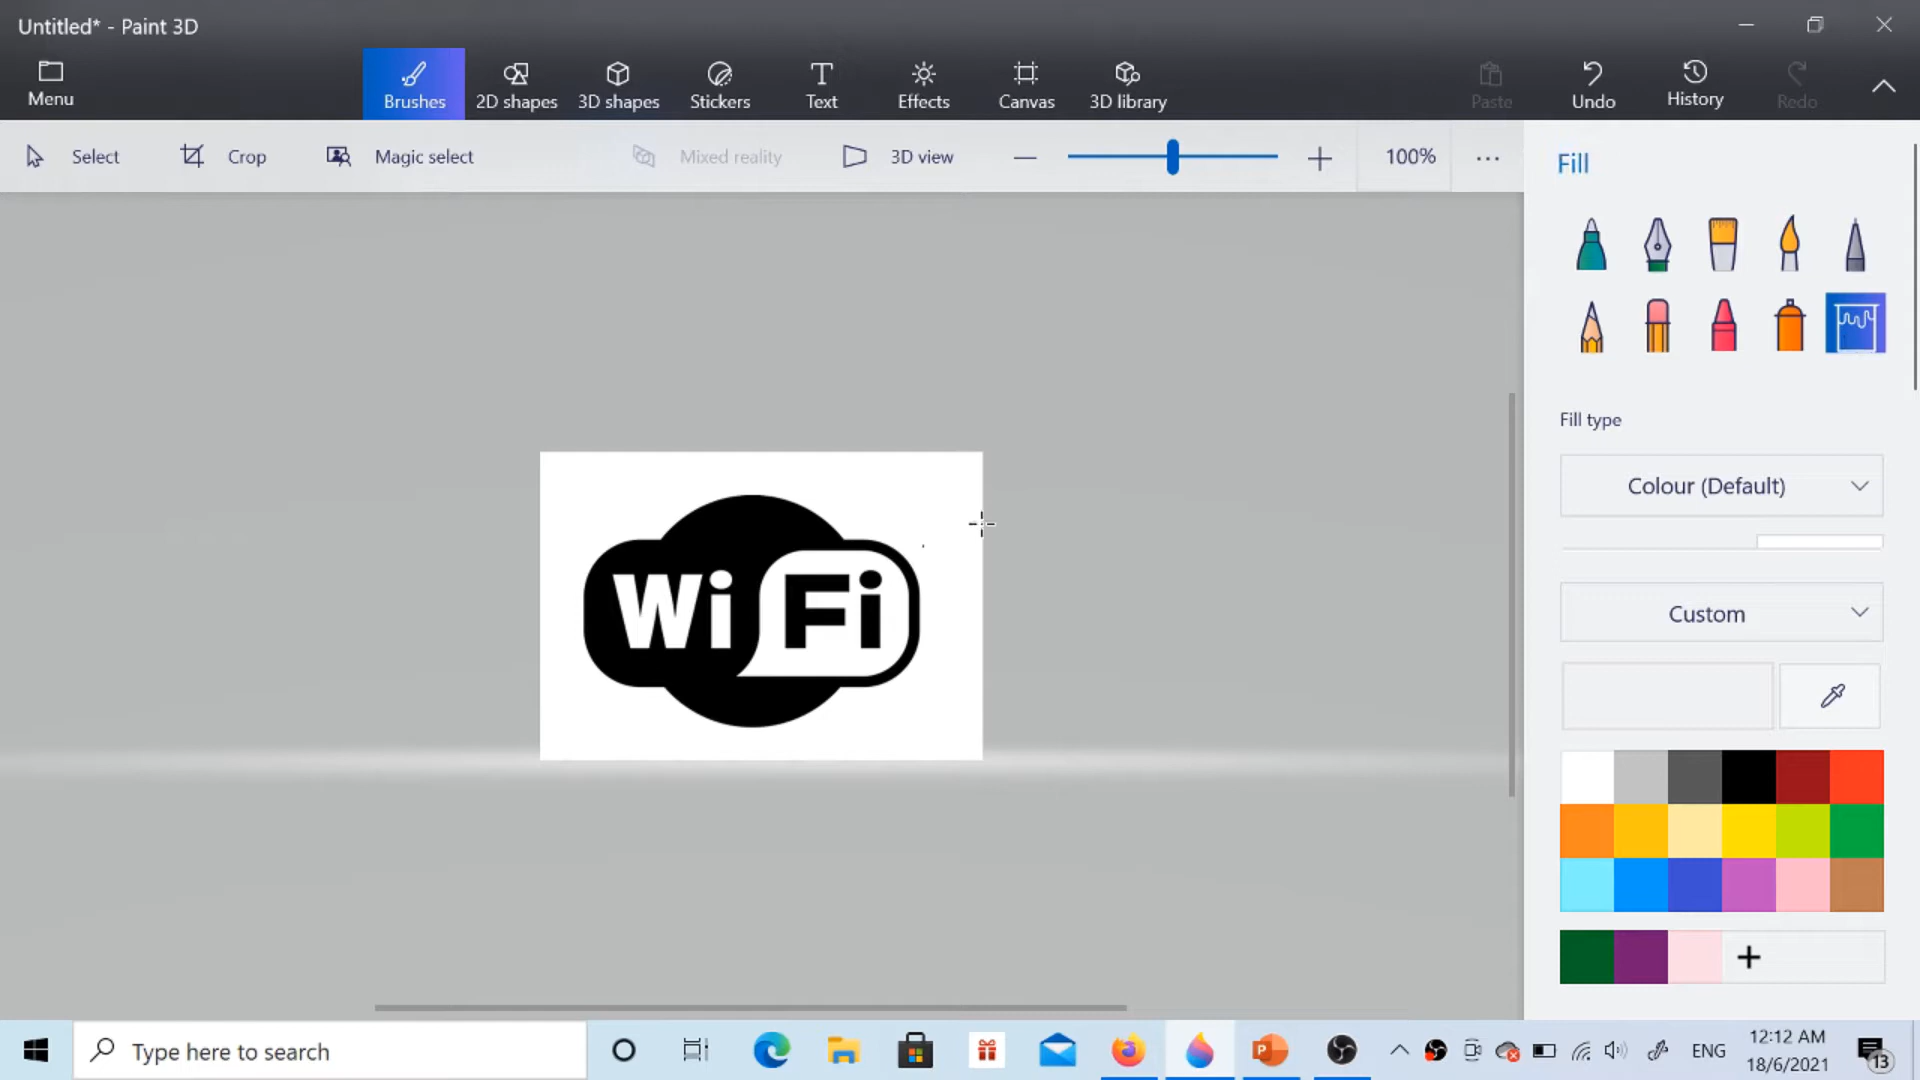 Untitled* - Paint 3D
Menu
Brushes
2D shapes
3D shapes
Stickers
Text
Effects
Canvas
3D library
Paste
Undo
History
Redo
Select
Crop
Magic select
Mixed reality
3D view
100%
Fill
Fill type
Colour (Default)
Custom
Wi Fi
Type here to search
ENG
12:12 AM
18/6/2021
13